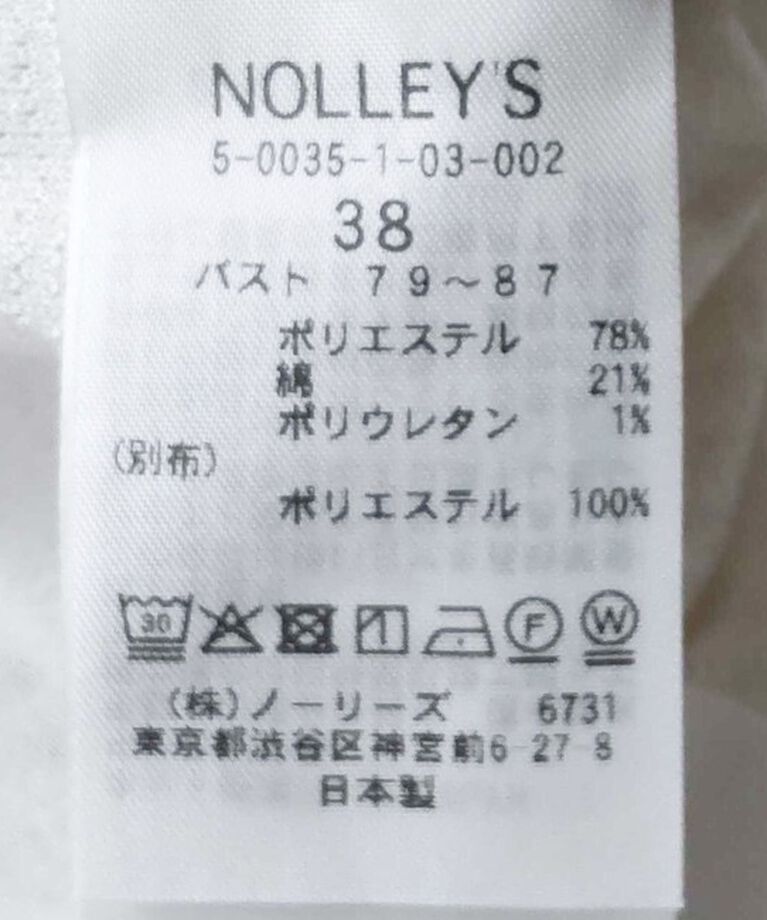 NOLLEY'S
5-0035-1-03-002
38
バスト 79〜87
ポリエステル 78%
綿 21%
ポリウレタン 1%
(別布)
ポリエステル 100%
30 F W
(株)ノーリーズ 6731
東京都渋谷区神宮前6-27-8
日本製